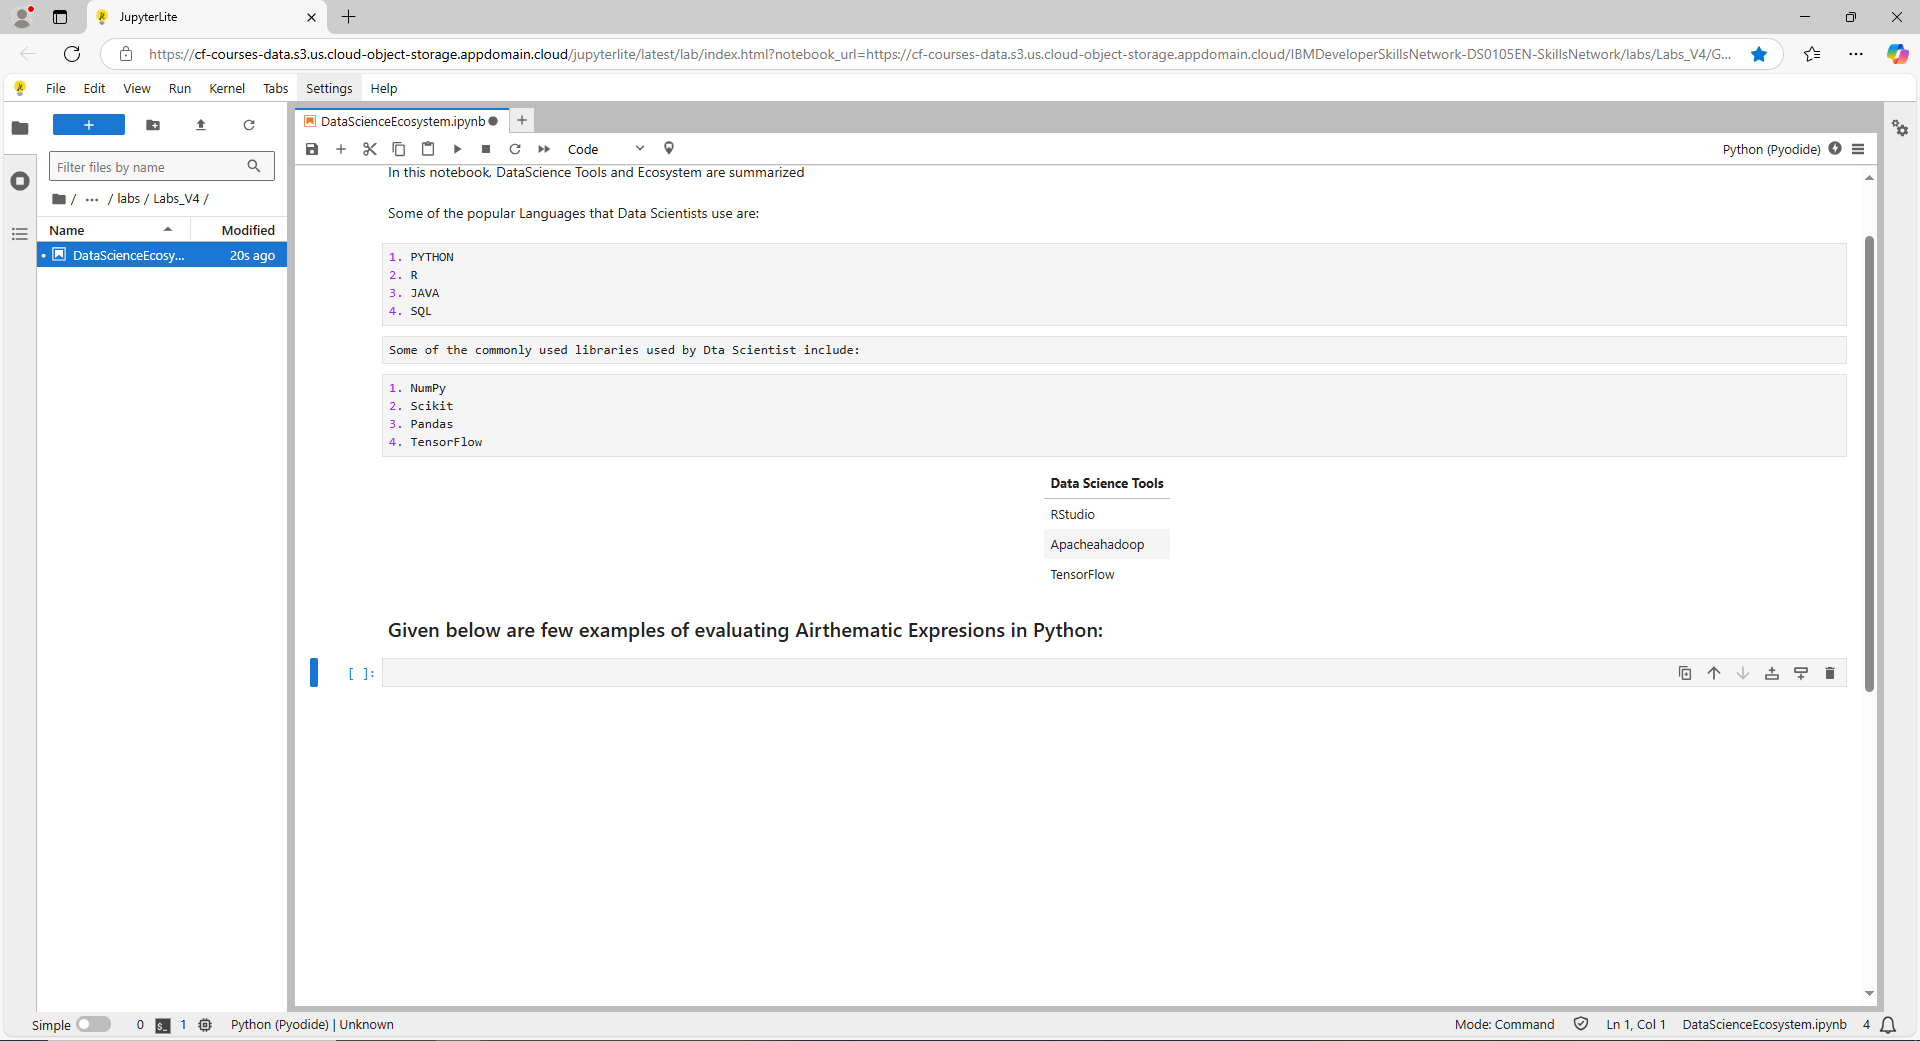 JupyterLite
https://cf-courses-data.s3.us.cloud-object-storage.appdomain.cloud/jupyterlite/latest/lab/index.html?notebook_url=https://cf-courses-data.s3.us.cloud-object-storage.appdomain.cloud/IBMDeveloperSkillsNetwork-DS0105EN-SkillsNetwork/labs/Labs_V4/G...
File Edit View Run Kernel Tabs Settings Help
DataScienceEcosystem.ipynb
Code
Python (Pyodide)
Filter files by name
/ ... / labs / Labs_V4 /
Name Modified
DataScienceEcosy... 20s ago
In this notebook, DataScience Tools and Ecosystem are summarized
Some of the popular Languages that Data Scientists use are:
1. PYTHON
2. R
3. JAVA
4. SQL
Some of the commonly used libraries used by Dta Scientist include:
1. NumPy
2. Scikit
3. Pandas
4. TensorFlow
Data Science Tools
RStudio
Apacheahadoop
TensorFlow
Given below are few examples of evaluating Airthematic Expresions in Python:
[ ]:
Simple 0 $_ 1 Python (Pyodide) | Unknown Mode: Command Ln 1, Col 1 DataScienceEcosystem.ipynb 4